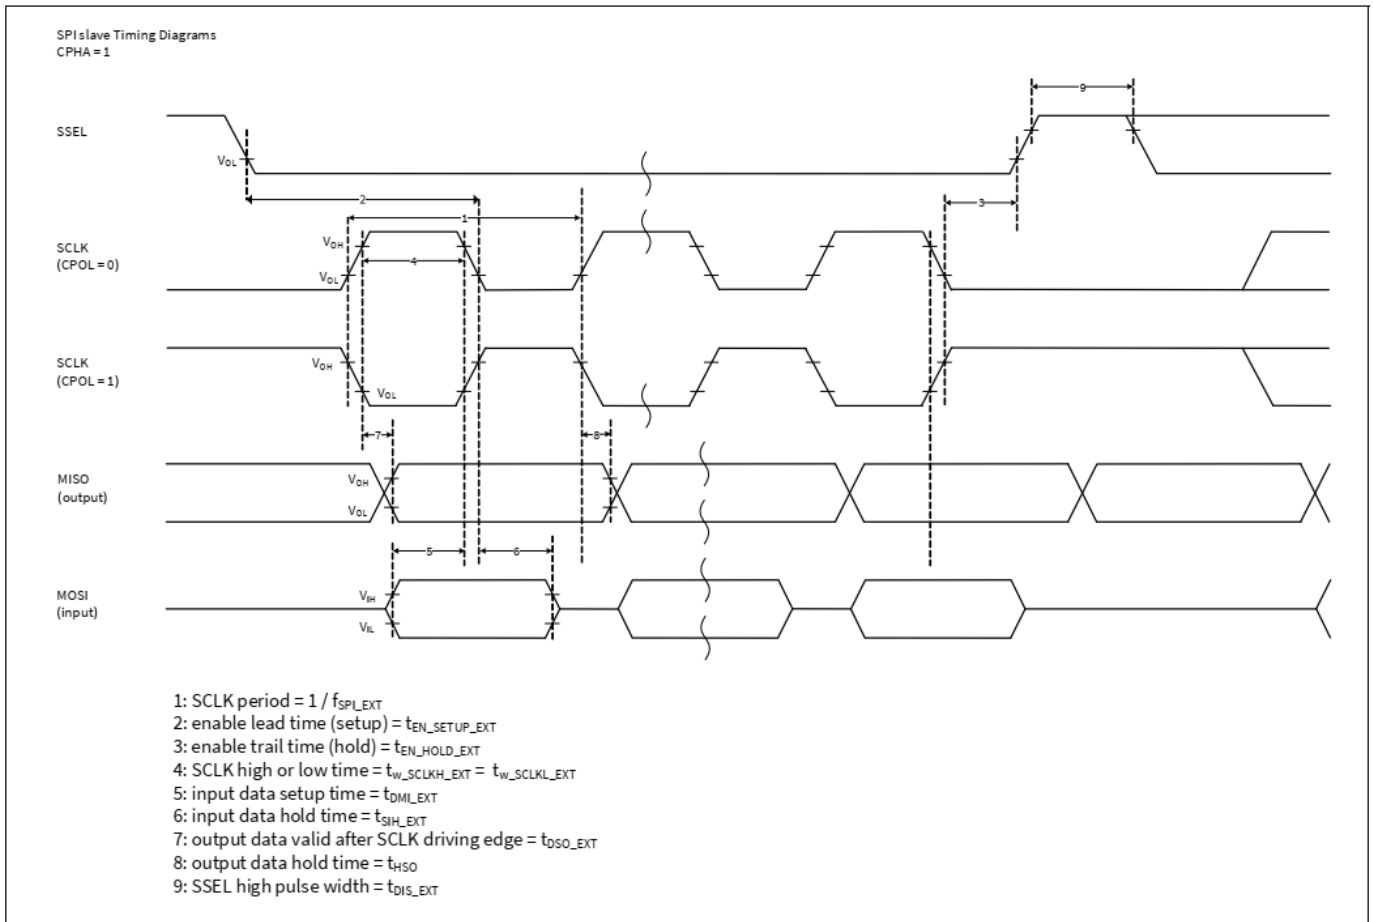 SPI slave Timing Diagrams
CPHA = 1
9
SSEL
VOL
2
3
1
SCLK
(CPOL = 0)
VOH
4
VOL
SCLK
(CPOL = 1)
VOH
VOL
7
8
MISO
(output)
VOH
VOL
5
6
MOSI
(input)
VIH
VIL
1: SCLK period = 1 / fSPI_EXT
2: enable lead time (setup) = tEN_SETUP_EXT
3: enable trail time (hold) = tEN_HOLD_EXT
4: SCLK high or low time = tw_SCLKH_EXT = tw_SCLKL_EXT
5: input data setup time = tDMI_EXT
6: input data hold time = tSIH_EXT
7: output data valid after SCLK driving edge = tDSO_EXT
8: output data hold time = tHSO
9: SSEL high pulse width = tDIS_EXT